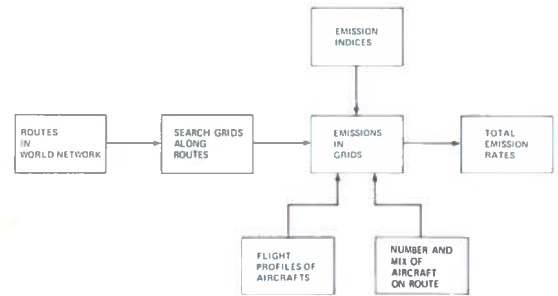 EMISSION
INDICES
ROUTES
IN
WORLD NETWORK
SEARCH GRIDS
ALONG
ROUTES
EMISSIONS
IN
GRIDS
TOTAL
EMISSION
RATES
FLIGHT
PROFILES OF
AIRCRAFTS
NUMBER AND
MIX OF
AIRCRAFT
ON ROUTE